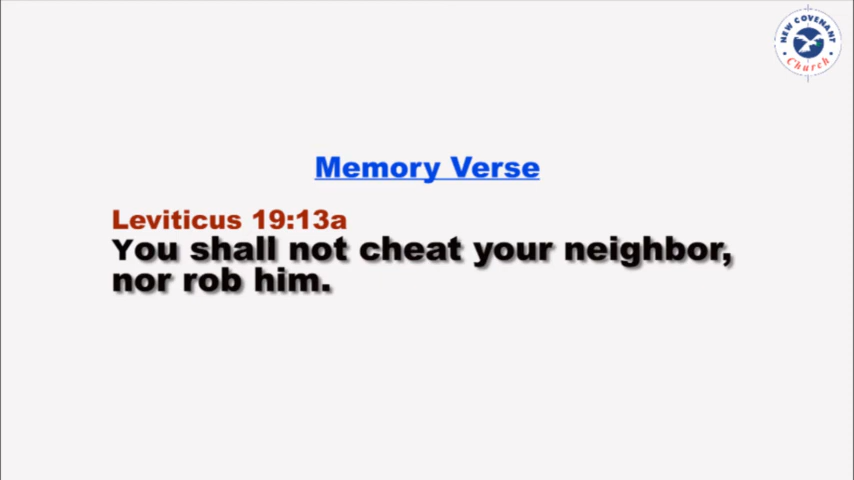 NEW COVENANT
Church
Memory Verse
Leviticus 19:13a
You shall not cheat your neighbor,
nor rob him.